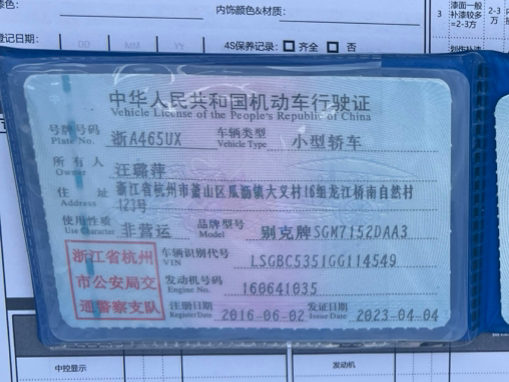 漆色:
内饰颜色&材质:
登记日期: DD MM YY
4S保养记录: 齐全 否
3 漆面一般 补漆较多 =2-3方
2-3万
中华人民共和国机动车行驶证
Vehicle License of the People's Republic of China
号牌号码 浙A465UX 车辆类型 小型轿车
Plate No. Vehicle Type
所有人 汪璐萍
Owner
住址 浙江省杭州市萧山区瓜沥镇大义村16组龙江桥南自然村
Address 123号
使用性质 非营运 品牌型号 别克牌SGM7152DAA3
Use Character Model
浙江省杭州
市公安局交
通警察支队
车辆识别代号 LSGBC5351GG114549
VIN
发动机号码 160641035
Engine No.
注册日期 2016-06-02 发证日期 2023-04-04
Register Date Issue Date
中控显示
发动机